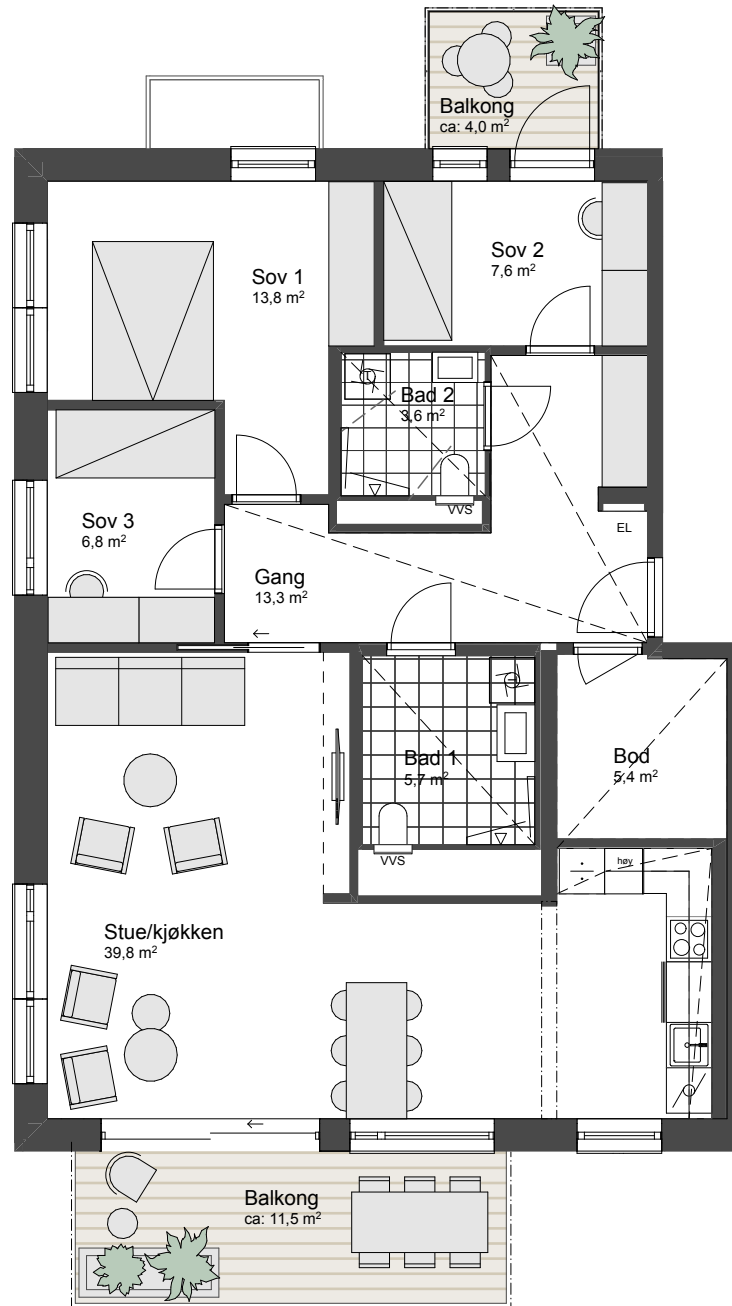 Balkong
ca: 4,0 m²
Sov 1
13,8 m²
Sov 2
7,6 m²
Bad 2
3,6 m²
VVS
Sov 3
6,8 m²
EL
Gang
13,3 m²
Bad 1
5,7 m²
VVS
Bod
5,4 m²
høy
Stue/kjøkken
39,8 m²
Balkong
ca: 11,5 m²